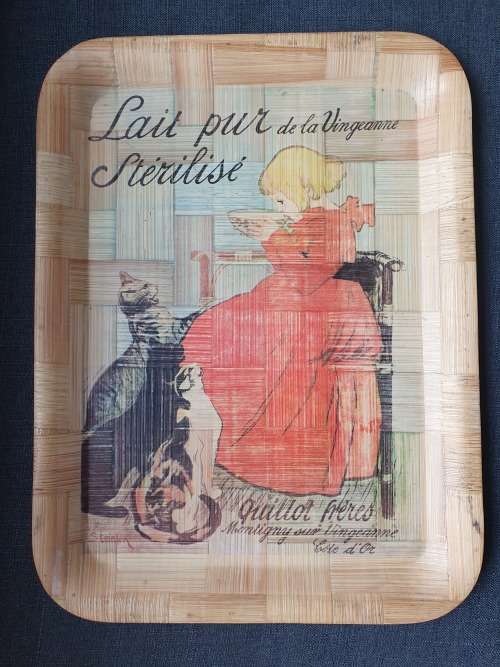 Lait pur de la Vingeanne
Stérilisé
Quillot frères
Montigny sur Vingeanne
Côte d'Or